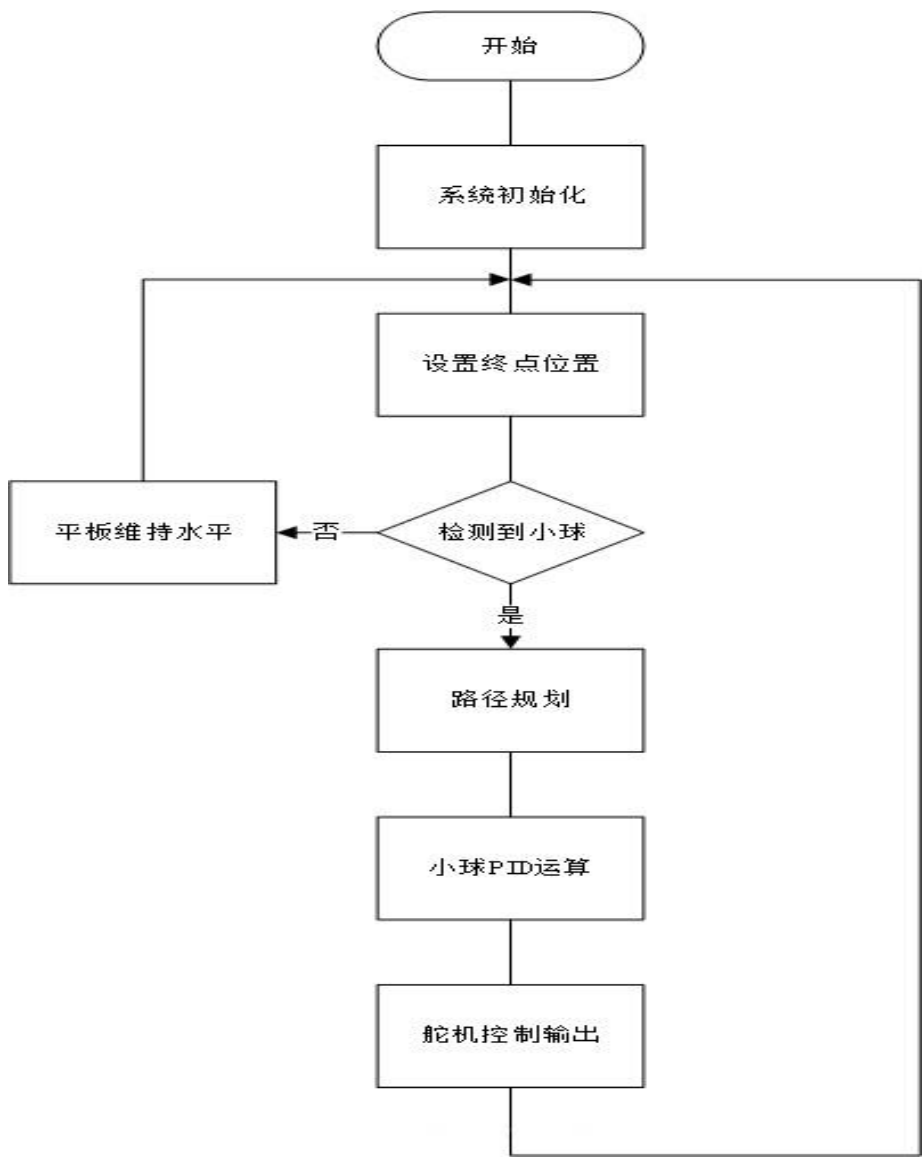 开始
系统初始化
设置终点位置
检测到小球
否
平板维持水平
是
路径规划
小球PID运算
舵机控制输出